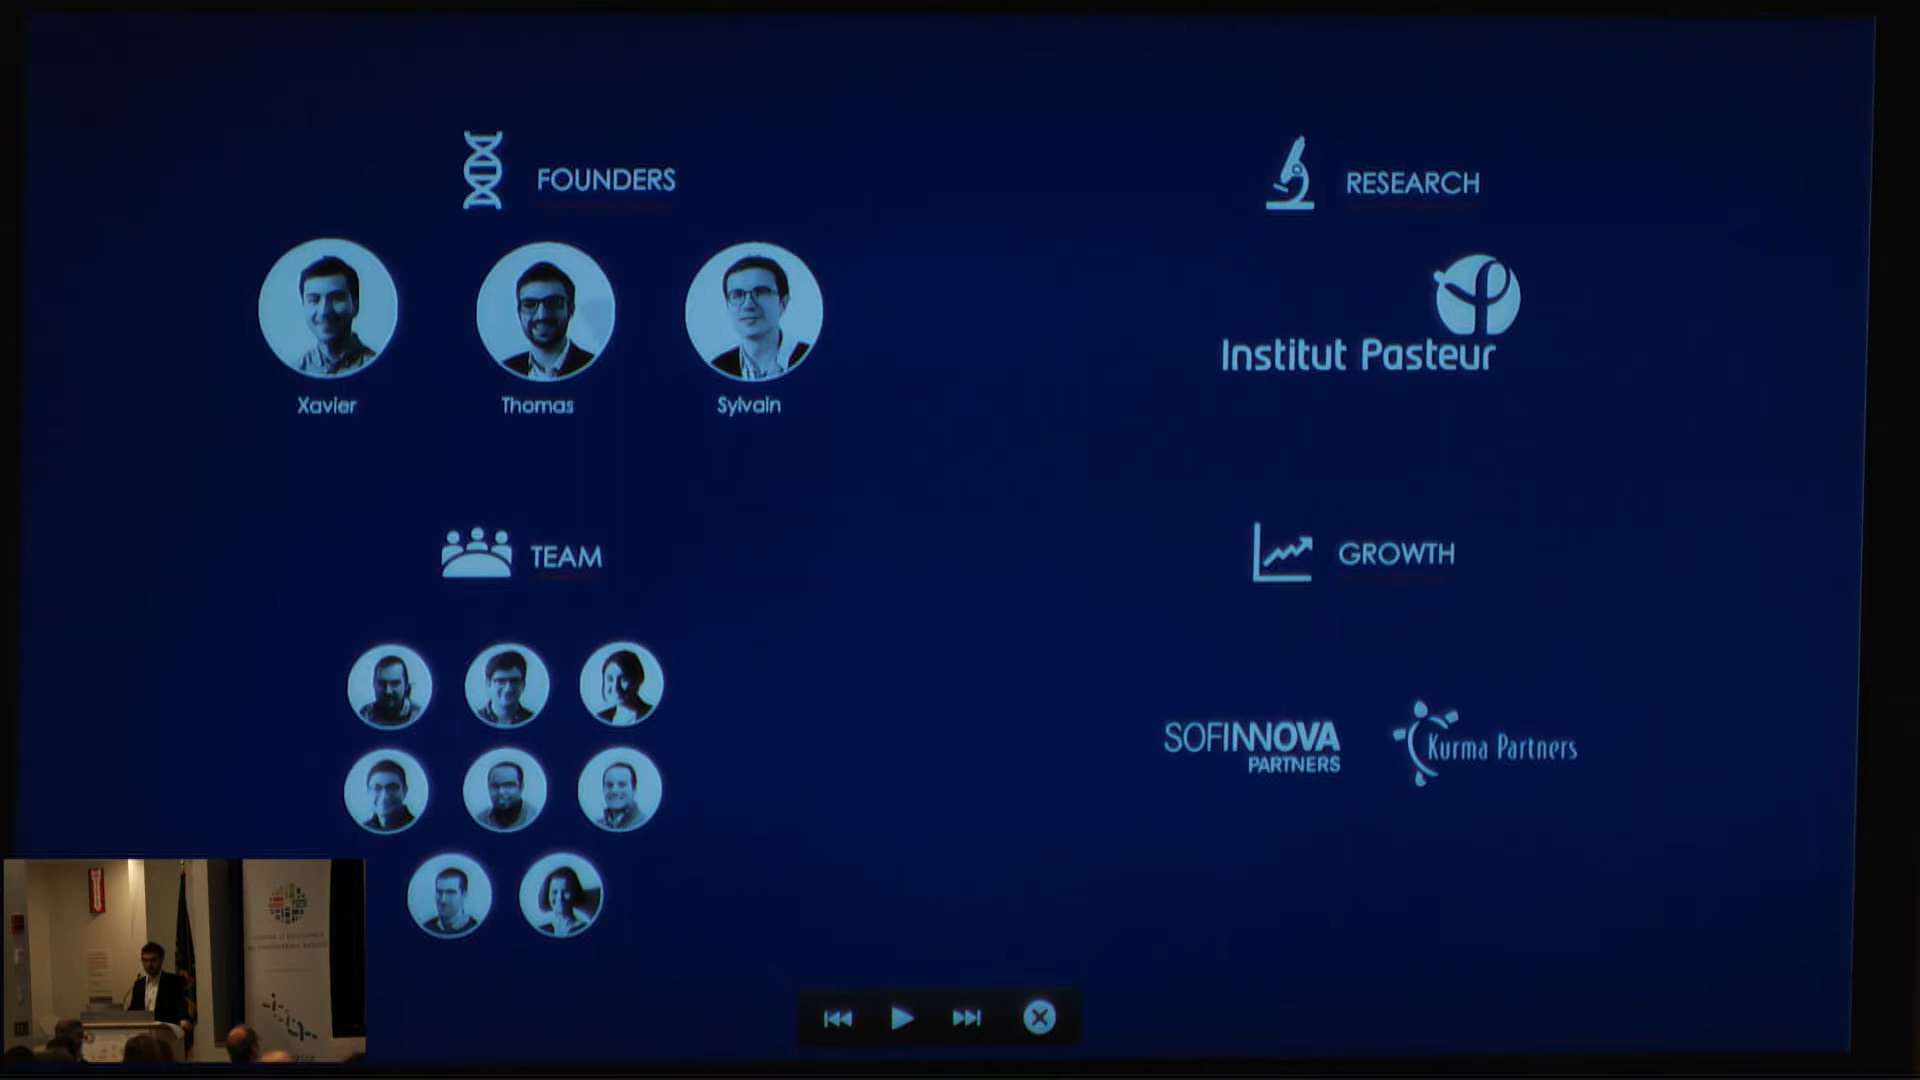 FOUNDERS
Xavier
Thomas
Sylvain
RESEARCH
Institut Pasteur
TEAM
GROWTH
SOFINNOVA
PARTNERS
Kurma Partners